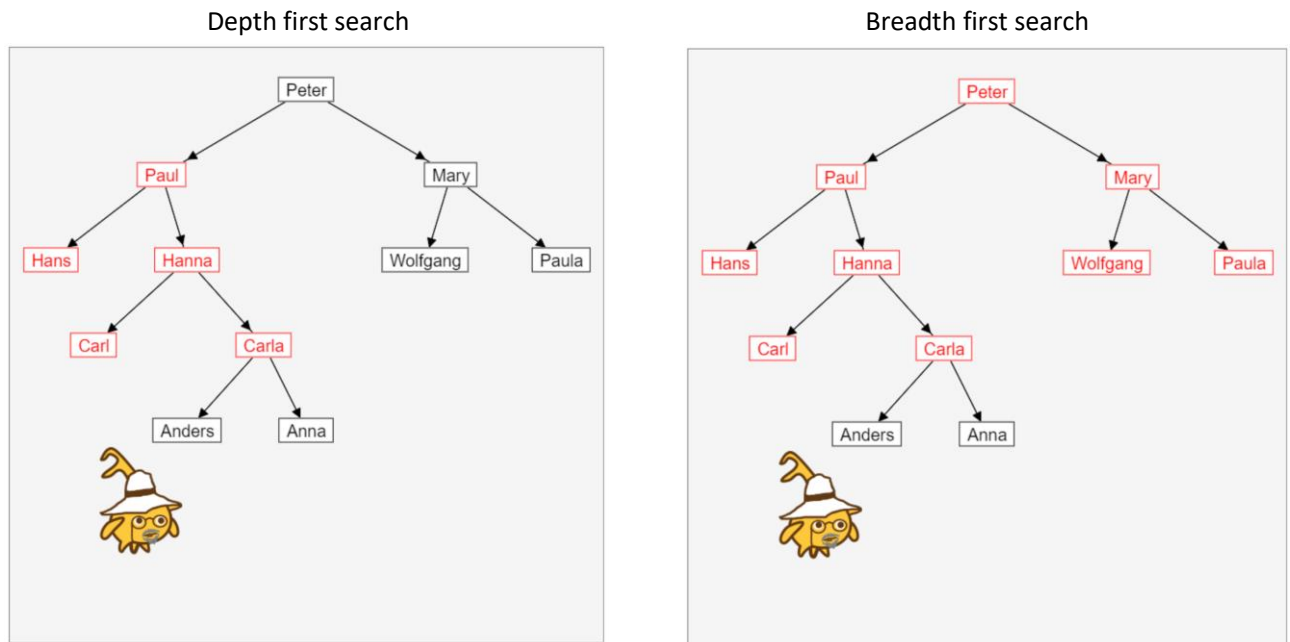 Depth first search
Peter
Paul
Mary
Hans
Hanna
Wolfgang
Paula
Carl
Carla
Anders
Anna
Breadth first search
Peter
Paul
Mary
Hans
Hanna
Wolfgang
Paula
Carl
Carla
Anders
Anna